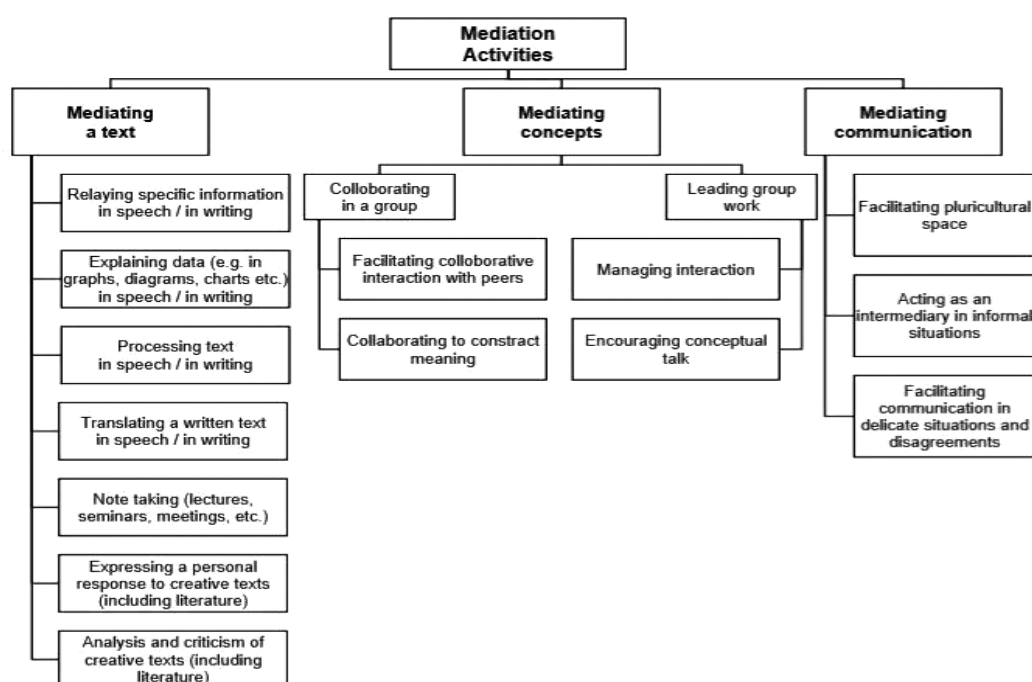 Mediation
Activities
Mediating
a text
Relaying specific information
in speech / in writing
Explaining data (e.g. in
graphs, diagrams, charts etc.)
in speech / in writing
Processing text
in speech / in writing
Translating a written text
in speech / in writing
Note taking (lectures,
seminars, meetings, etc.)
Expressing a personal
response to creative texts
(including literature)
Analysis and criticism of
creative texts (including
literature)
Mediating
concepts
Colloborating
in a group
Facilitating colloborative
interaction with peers
Collaborating to constract
meaning
Leading group
work
Managing interaction
Encouraging conceptual
talk
Mediating
communication
Facilitating pluricultural
space
Acting as an
intermediary in informal
situations
Facilitating
communication in
delicate situations and
disagreements